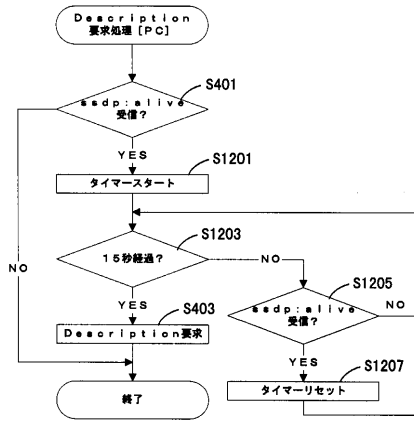 Description
要求処理［PC］
S401
ssdp:alive
受信？
YES
S1201
タイマースタート
S1203
15秒経過？
NO
NO
S1205
YES
S403
ssdp:alive
受信？
NO
Description要求
YES
S1207
終了
タイマーリセット